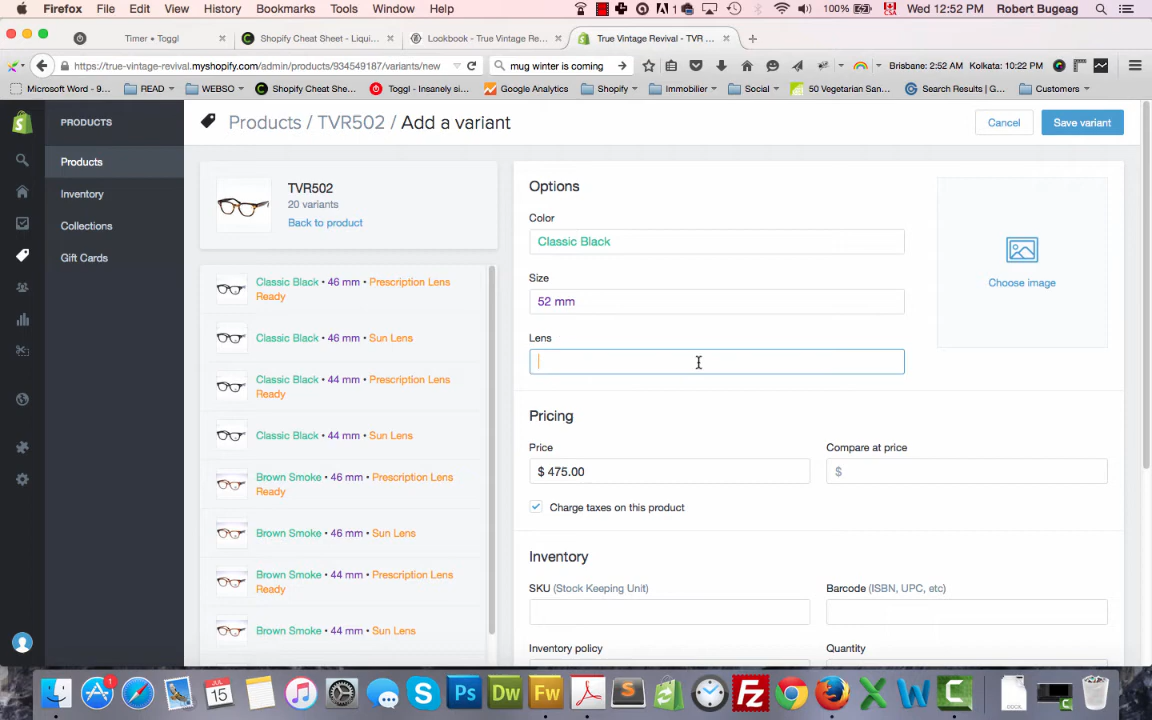 Firefox File Edit View History Bookmarks Tools Window Help 1 100% Wed 12:52 PM Robert Bugeag
Timer • Toggl × Shopify Cheat Sheet - Liqui... × Lookbook - True Vintage Re... × True Vintage Revival - TVR ... × +
https://true-vintage-revival.myshopify.com/admin/products/934549187/variants/new mug winter is coming Brisbane: 2:52 AM Kolkata: 10:22 PM
Microsoft Word - 9... READ WEBSO Shopify Cheat She... Toggl - Insanely si... Google Analytics Shopify Immobilier Social 50 Vegetarian San... Search Results | G... Customers
PRODUCTS
Products / TVR502 / Add a variant
Cancel
Save variant
Products
Inventory
Collections
Gift Cards
TVR502
20 variants
Back to product
Classic Black • 46 mm • Prescription Lens
Ready
Classic Black • 46 mm • Sun Lens
Classic Black • 44 mm • Prescription Lens
Ready
Classic Black • 44 mm • Sun Lens
Brown Smoke • 46 mm • Prescription Lens
Ready
Brown Smoke • 46 mm • Sun Lens
Brown Smoke • 44 mm • Prescription Lens
Ready
Brown Smoke • 44 mm • Sun Lens
Options
Color
Classic Black
Size
52 mm
Lens
Choose image
Pricing
Price Compare at price
$ 475.00 $
Charge taxes on this product
Inventory
SKU (Stock Keeping Unit) Barcode (ISBN, UPC, etc)
Inventory policy Quantity
1
JUL
15
S
Ps
Dw
Fw
S
Fz
X
W
C